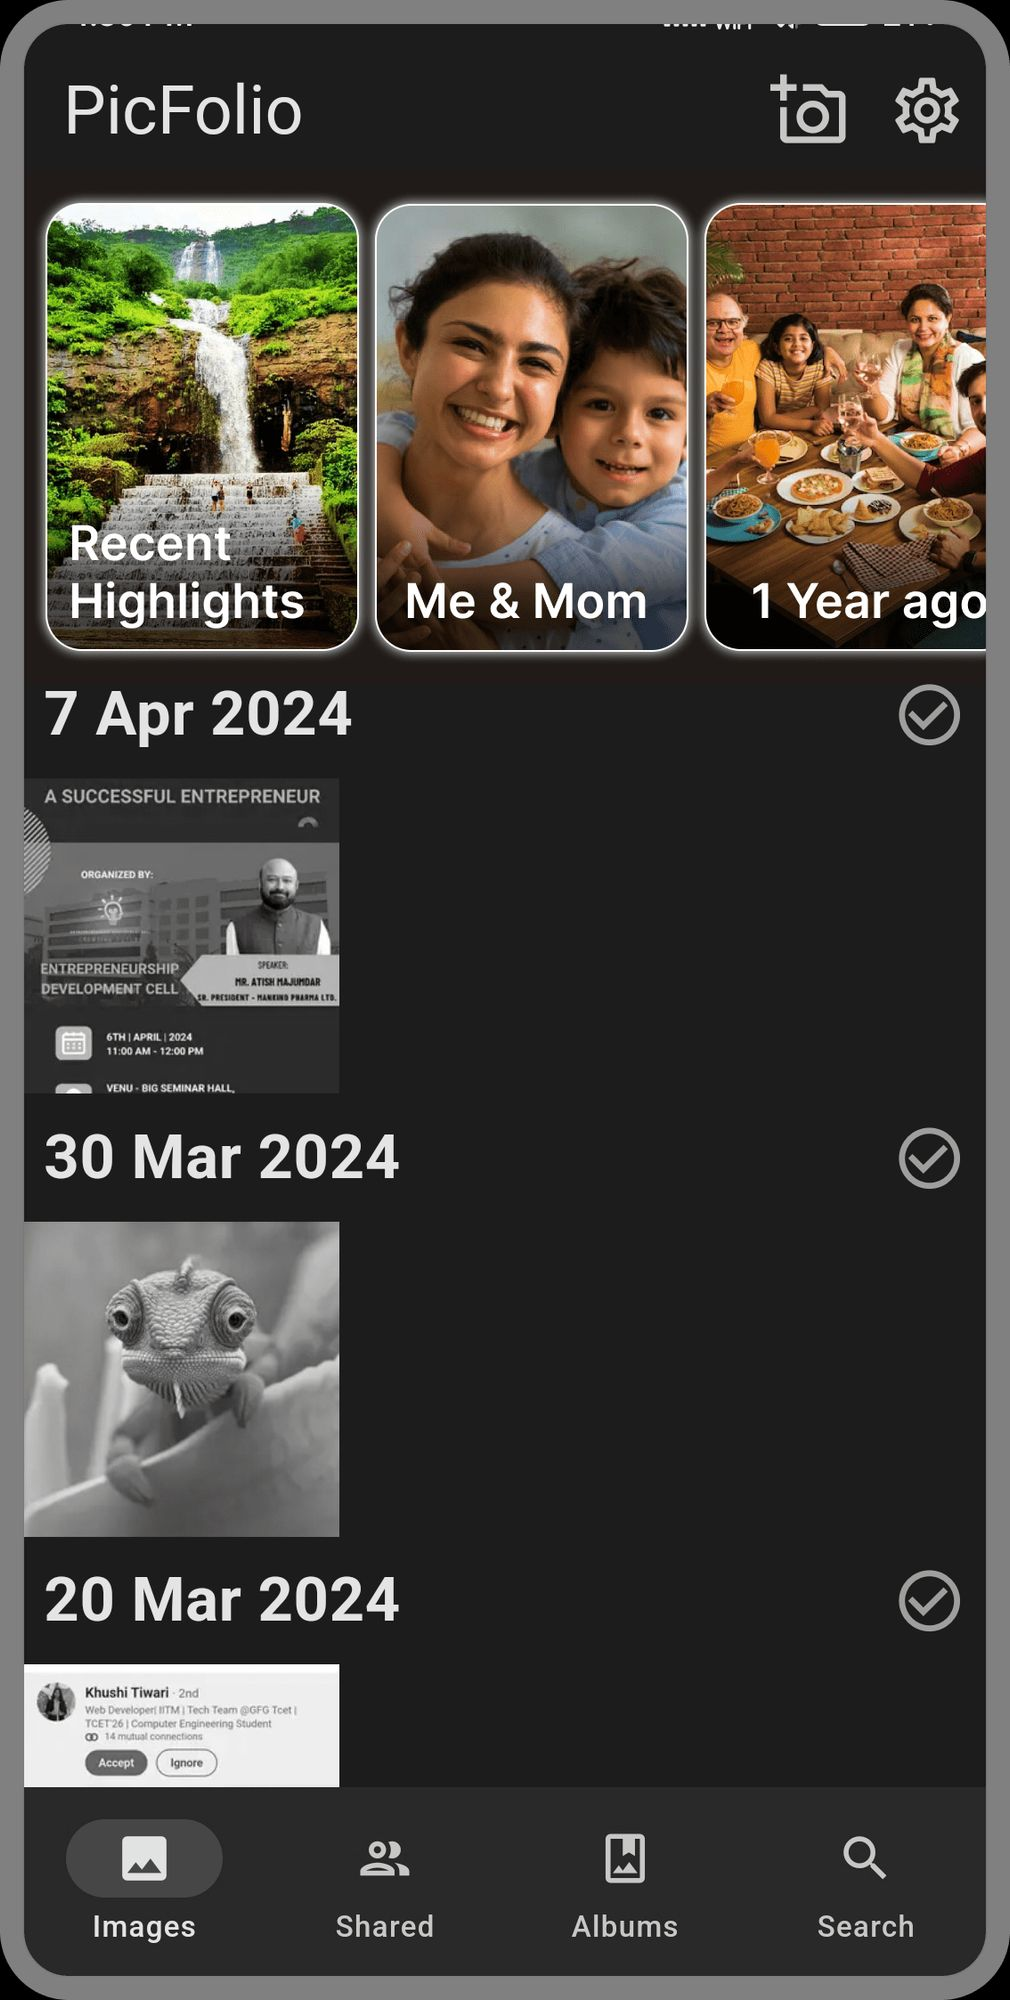 PicFolio
Recent
Highlights
Me & Mom
1 Year ago
7 Apr 2024
A SUCCESSFUL ENTREPRENEUR
ORGANIZED BY:
ENTREPRENEURSHIP
DEVELOPMENT CELL
SPEAKER:
MR. ATISH MAJUMDAR
SR. PRESIDENT - MANKIND PHARMA LTD.
6TH | APRIL | 2024
11:00 AM - 12:00 PM
VENU - BIG SEMINAR HALL,
30 Mar 2024
20 Mar 2024
Khushi Tiwari · 2nd
Web Developer| IITM | Tech Team @GFG Tcet |
TCET'26 | Computer Engineering Student
14 mutual connections
Accept Ignore
Images Shared Albums Search